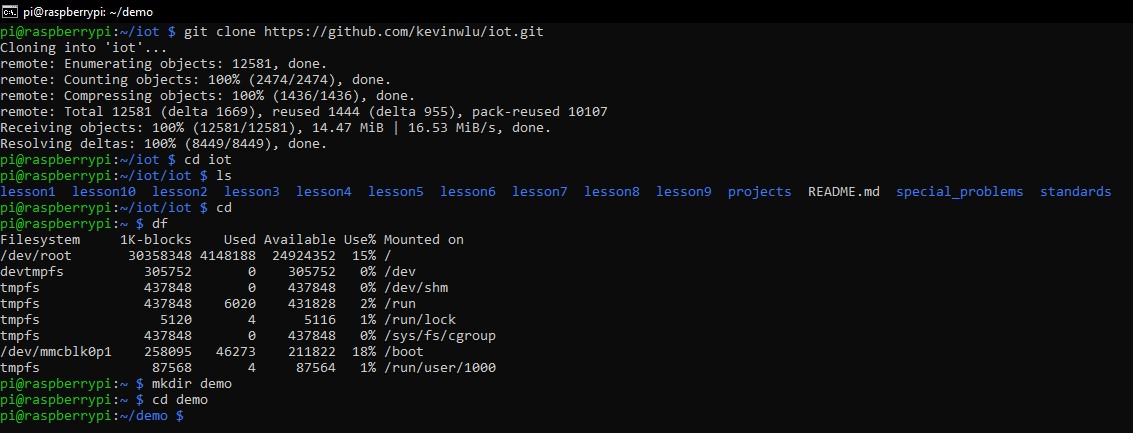 pi@raspberrypi: ~/demo
pi@raspberrypi:~/iot $ git clone https://github.com/kevinwlu/iot.git
Cloning into 'iot'...
remote: Enumerating objects: 12581, done.
remote: Counting objects: 100% (2474/2474), done.
remote: Compressing objects: 100% (1436/1436), done.
remote: Total 12581 (delta 1669), reused 1444 (delta 955), pack-reused 10107
Receiving objects: 100% (12581/12581), 14.47 MiB | 16.53 MiB/s, done.
Resolving deltas: 100% (8449/8449), done.
pi@raspberrypi:~/iot $ cd iot
pi@raspberrypi:~/iot/iot $ ls
lesson1  lesson10  lesson2  lesson3  lesson4  lesson5  lesson6  lesson7  lesson8  lesson9  projects  README.md  special_problems  standards
pi@raspberrypi:~/iot/iot $ cd
pi@raspberrypi:~ $ df
Filesystem     1K-blocks    Used Available Use% Mounted on
/dev/root       30358348 4148188  24924352  15% /
devtmpfs          305752       0    305752   0% /dev
tmpfs             437848       0    437848   0% /dev/shm
tmpfs             437848    6020    431828   2% /run
tmpfs               5120       4      5116   1% /run/lock
tmpfs             437848       0    437848   0% /sys/fs/cgroup
/dev/mmcblk0p1    258095   46273    211822  18% /boot
tmpfs              87568       4     87564   1% /run/user/1000
pi@raspberrypi:~ $ mkdir demo
pi@raspberrypi:~ $ cd demo
pi@raspberrypi:~/demo $